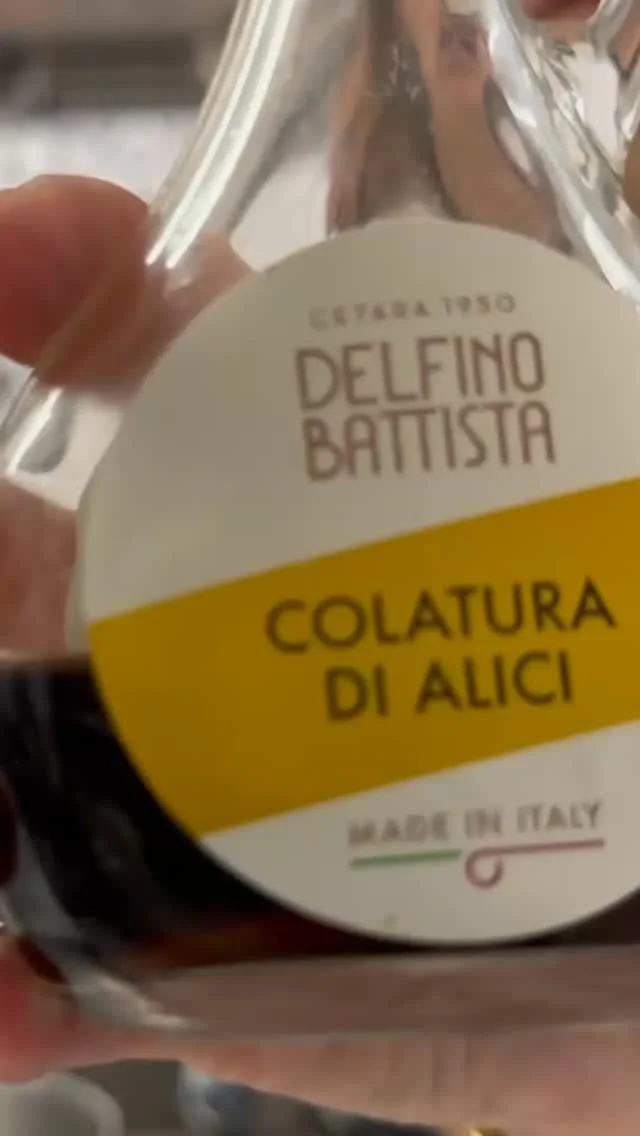 CETARA 1950
DELFINO
BATTISTA
COLATURA
DI ALICI
MADE IN ITALY